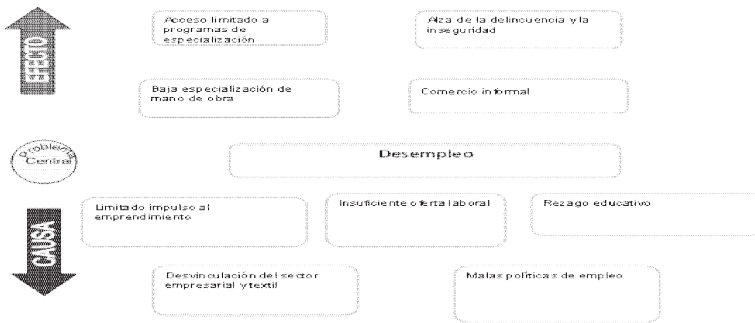 Acceso limitado a
programas de
especialización
Alza de la delincuencia y la
inseguridad
EFECTO
Baja especialización de
mano de obra
Comercio informal
Problema
Central
Desempleo
Limitado impulso al
emprendimiento
Insuficiente oferta laboral
Rezago educativo
CAUSA
Desvinculación del sector
empresarial y textil
Malas políticas de empleo